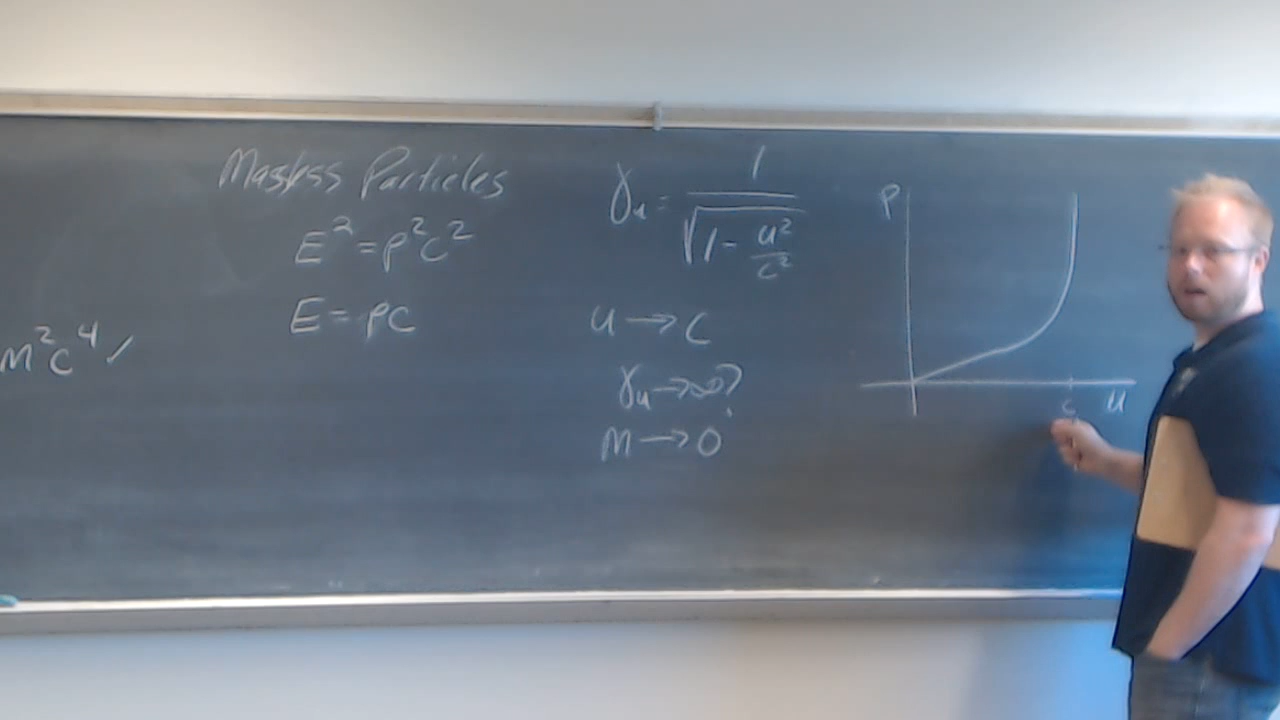 m²c⁴ ✓
Massless Particles
E² = p²c²
E = pc
γu = 1 / √(1 - u²/c²)
u → c
γu → ∞?
m → 0
P
c u